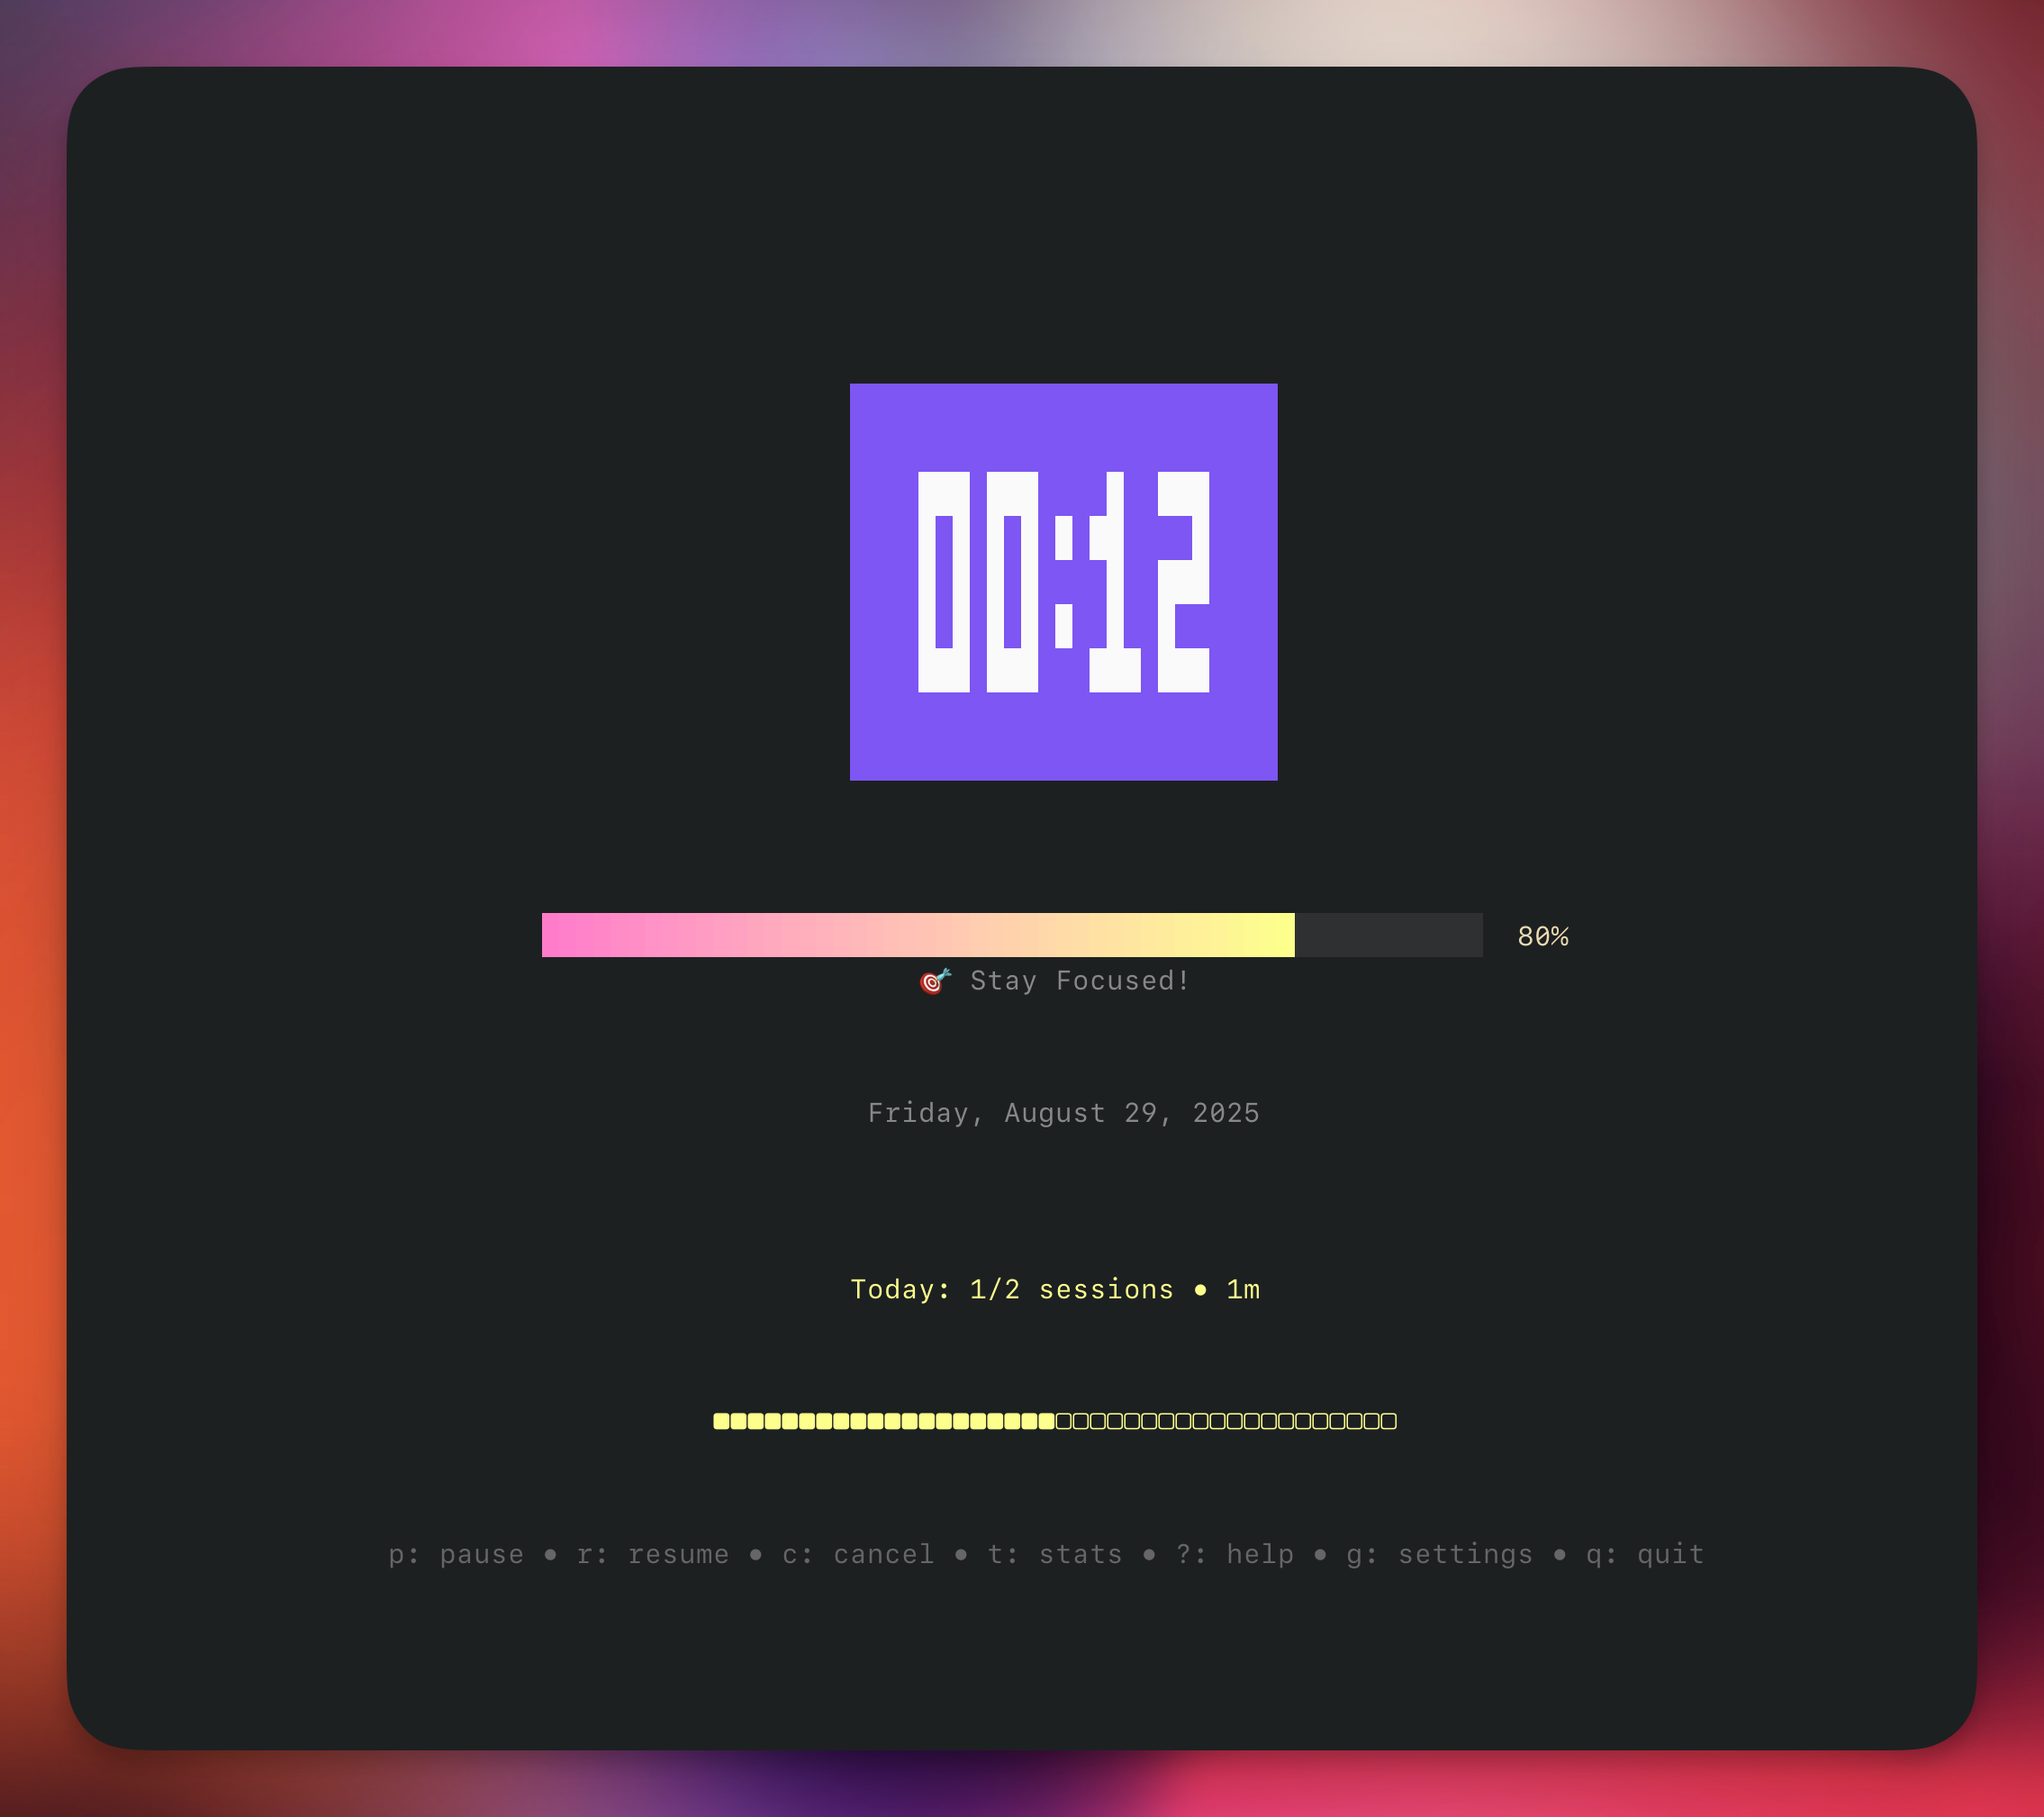 00:12
80%
🎯 Stay Focused!
Friday, August 29, 2025
Today: 1/2 sessions • 1m
p: pause • r: resume • c: cancel • t: stats • ?: help • g: settings • q: quit